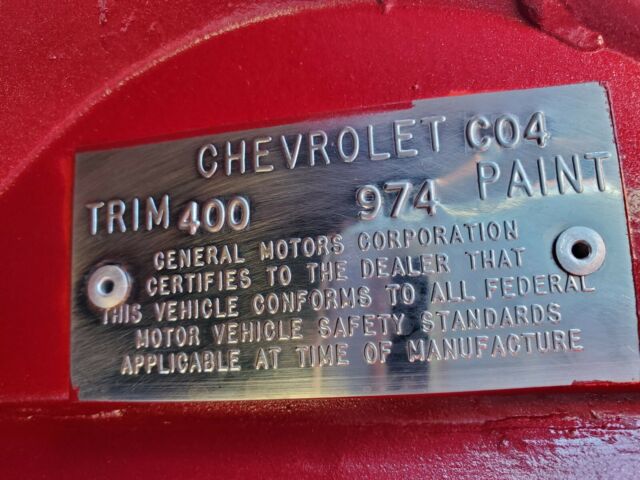 CHEVROLET C04
TRIM 400 974 PAINT
GENERAL MOTORS CORPORATION
CERTIFIES TO THE DEALER THAT
THIS VEHICLE CONFORMS TO ALL FEDERAL
MOTOR VEHICLE SAFETY STANDARDS
APPLICABLE AT TIME OF MANUFACTURE